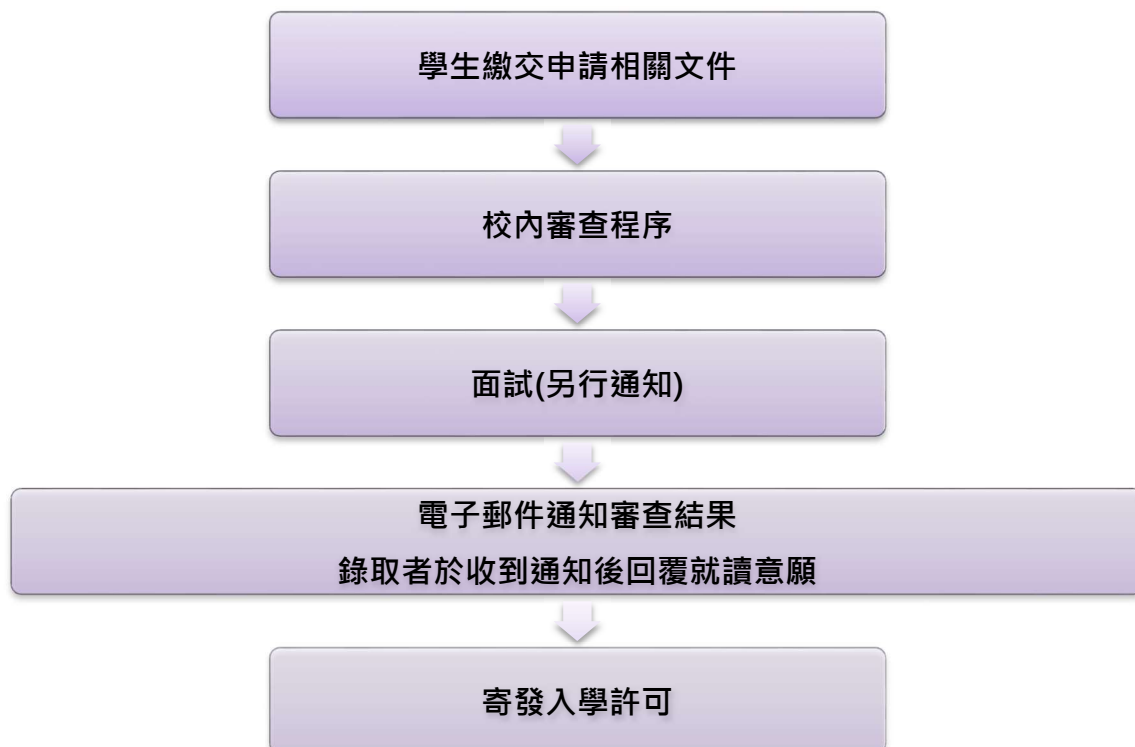 學生繳交申請相關文件
校內審查程序
面試(另行通知)
電子郵件通知審查結果
錄取者於收到通知後回覆就讀意願
寄發入學許可